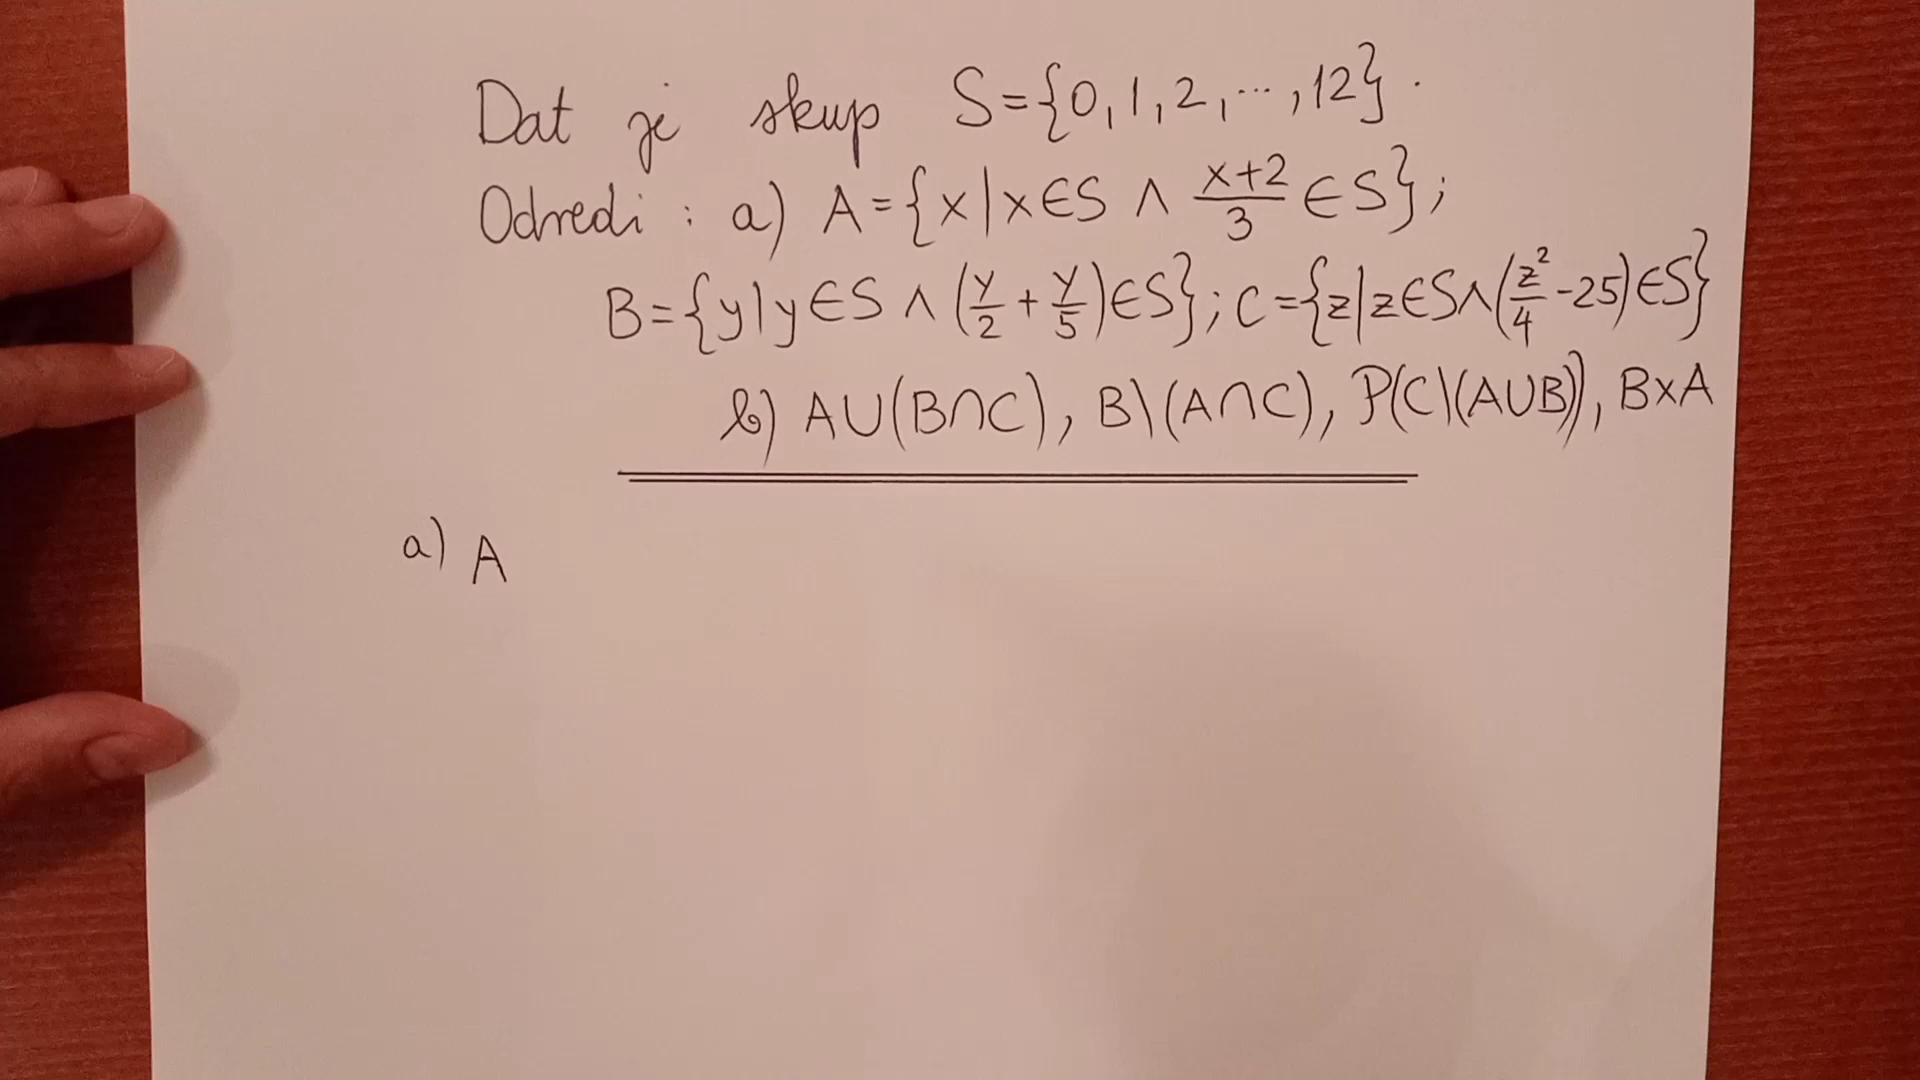 Dat je skup S={0,1,2,...,12}.
Odredi: a) A={x|x∈S ∧ (x+2)/3 ∈S};
B={y|y∈S ∧ (y/2 + y/5)∈S}; C={z|z∈S∧(z²/4 -25)∈S}
b) A∪(B∩C), B\(A∩C), P(C\(A∪B)), B×A
a) A